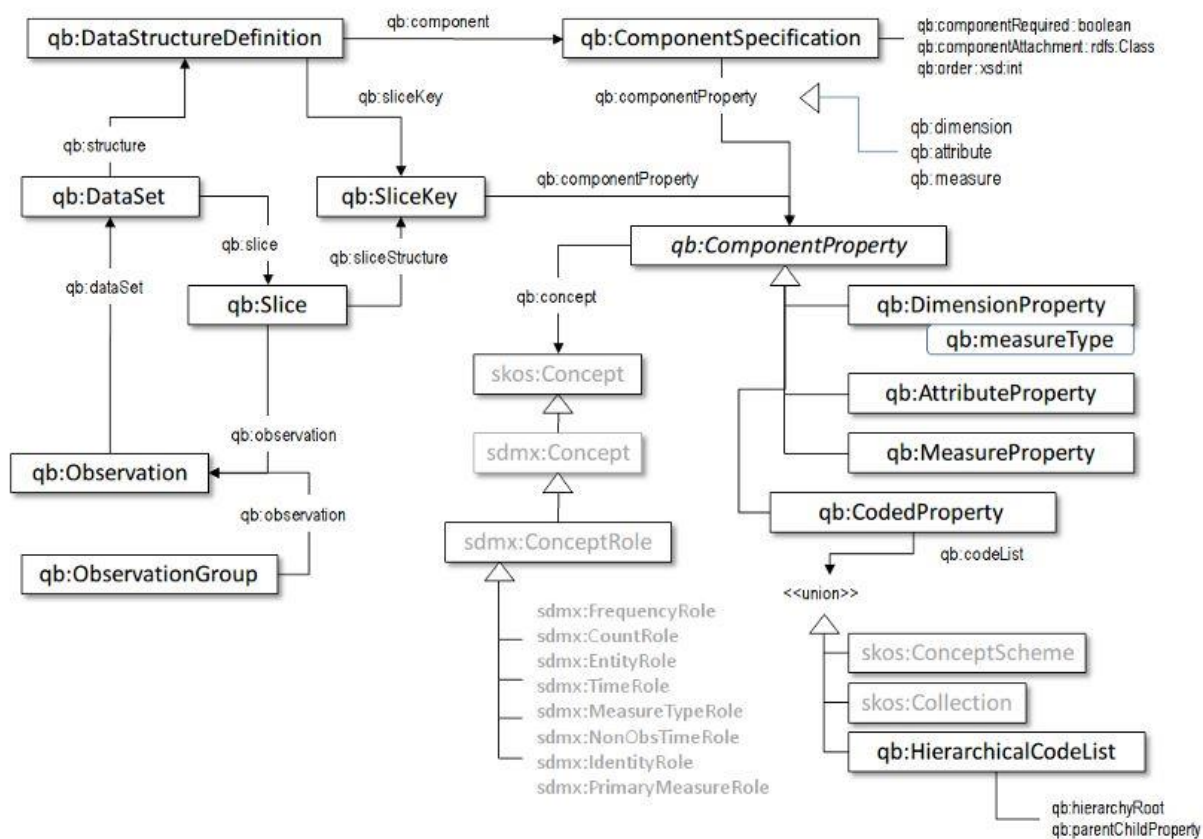 qb:DataStructureDefinition
qb:component
qb:ComponentSpecification
qb:componentRequired : boolean
qb:componentAttachment : rdfs:Class
qb:order : xsd:int
qb:sliceKey
qb:componentProperty
qb:dimension
qb:attribute
qb:measure
qb:structure
qb:DataSet
qb:SliceKey
qb:componentProperty
qb:slice
qb:sliceStructure
qb:ComponentProperty
qb:dataSet
qb:Slice
qb:concept
qb:DimensionProperty
qb:measureType
skos:Concept
qb:AttributeProperty
qb:observation
sdmx:Concept
qb:MeasureProperty
qb:Observation
qb:observation
qb:CodedProperty
sdmx:ConceptRole
qb:codeList
qb:ObservationGroup
<<union>>
sdmx:FrequencyRole
sdmx:CountRole
sdmx:EntityRole
sdmx:TimeRole
sdmx:MeasureTypeRole
sdmx:NonObsTimeRole
sdmx:IdentityRole
sdmx:PrimaryMeasureRole
skos:ConceptScheme
skos:Collection
qb:HierarchicalCodeList
qb:hierarchyRoot
qb:parentChildProperty